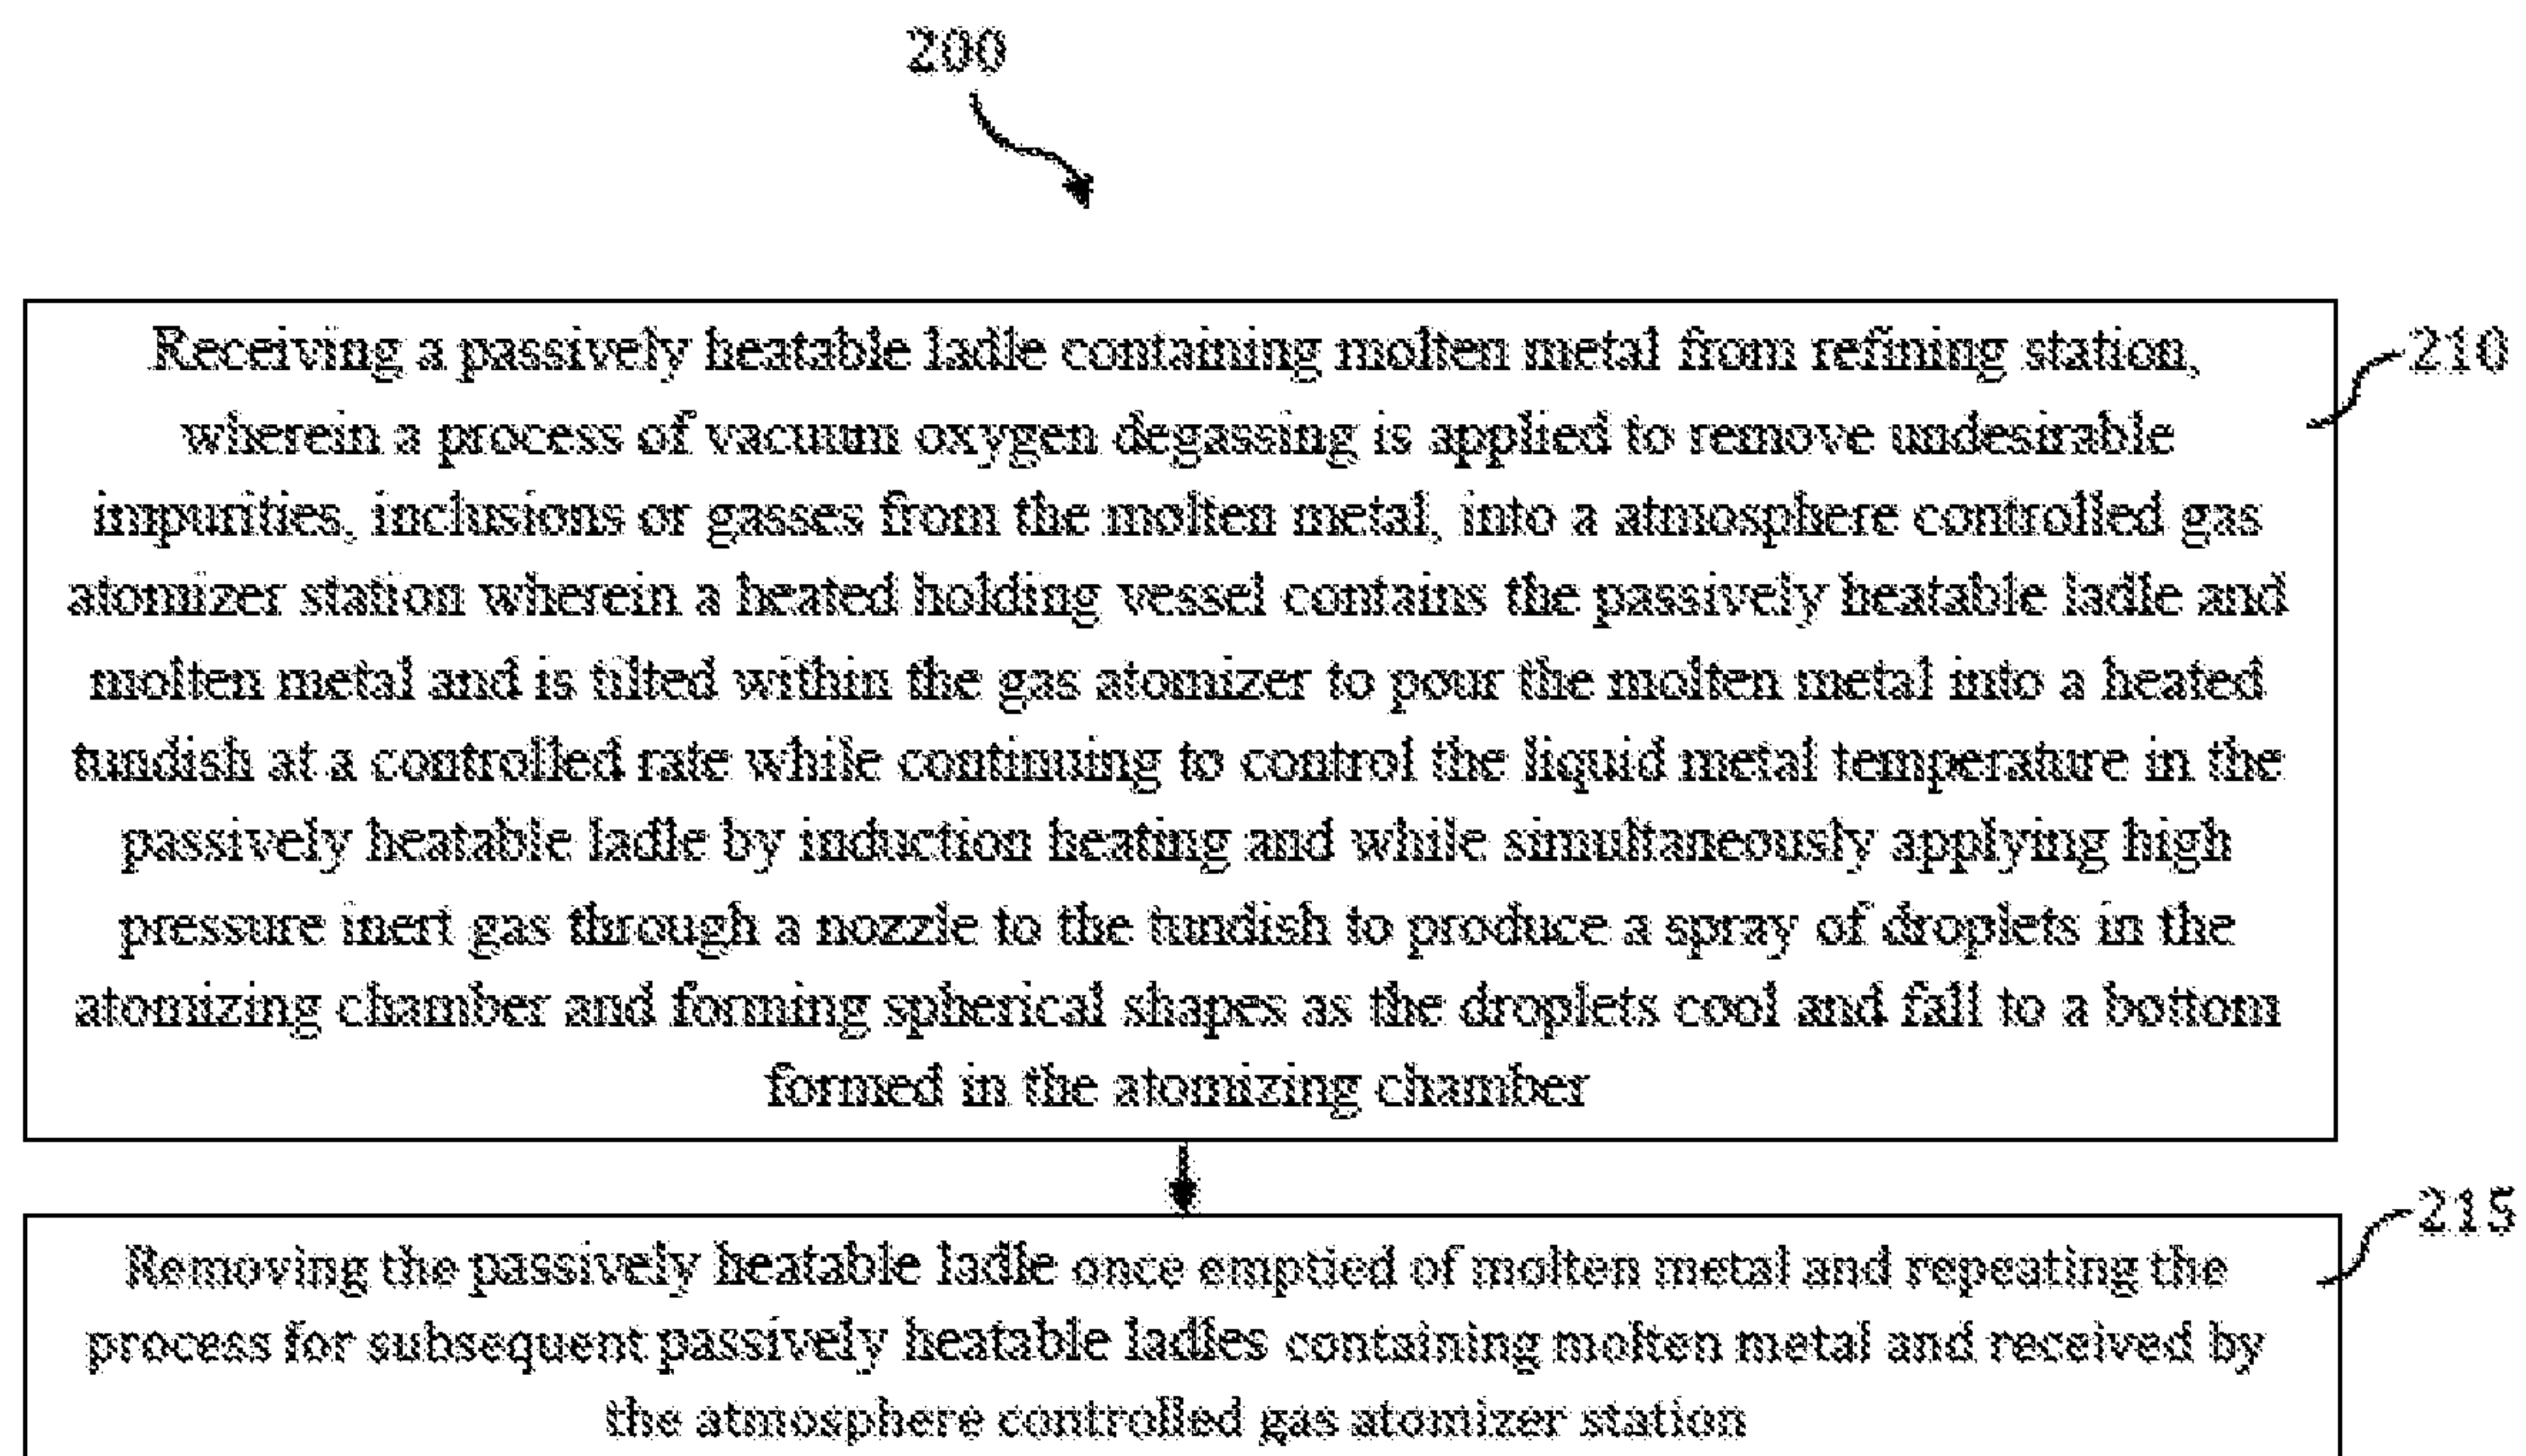 200
Receiving a passively heatable ladle containing molten metal from refining station,
210
wherein a process of vacuum oxygen degassing is applied to remove undesirable
impurities, inclusions or gasses from the molten metal, into a atmosphere controlled gas
atomizer station wherein a heated holding vessel contains the passively heatable ladle and
molten metal and is tilted within the gas atomizer to pour the molten metal into a heated
tundish at a controlled rate while continuing to control the liquid metal temperature in the
passively heatable ladle by induction heating and while simultaneously applying high
pressure inert gas through a nozzle to the tundish to produce a spray of droplets in the
atomizing chamber and forming spherical shapes as the droplets cool and fall to a bottom
formed in the atomizing chamber
215
Removing the passively heatable ladle once emptied of molten metal and repeating the
process for subsequent passively heatable ladles containing molten metal and received by
the atmosphere controlled gas atomizer station